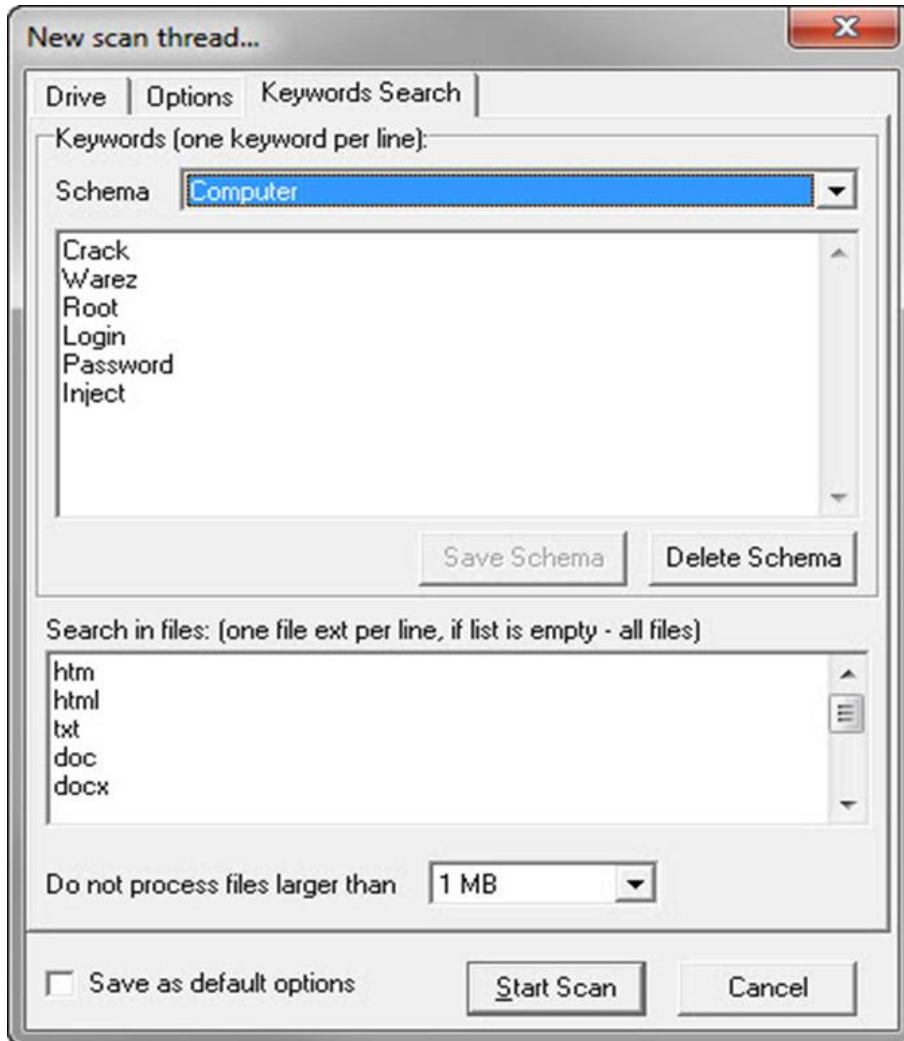 New scan thread...
Drive Options Keywords Search
Keywords (one keyword per line):
Schema Computer
Crack
Warez
Root
Login
Password
Inject
Save Schema Delete Schema
Search in files: (one file ext per line, if list is empty - all files)
htm
html
txt
doc
docx
Do not process files larger than 1 MB
Save as default options Start Scan Cancel